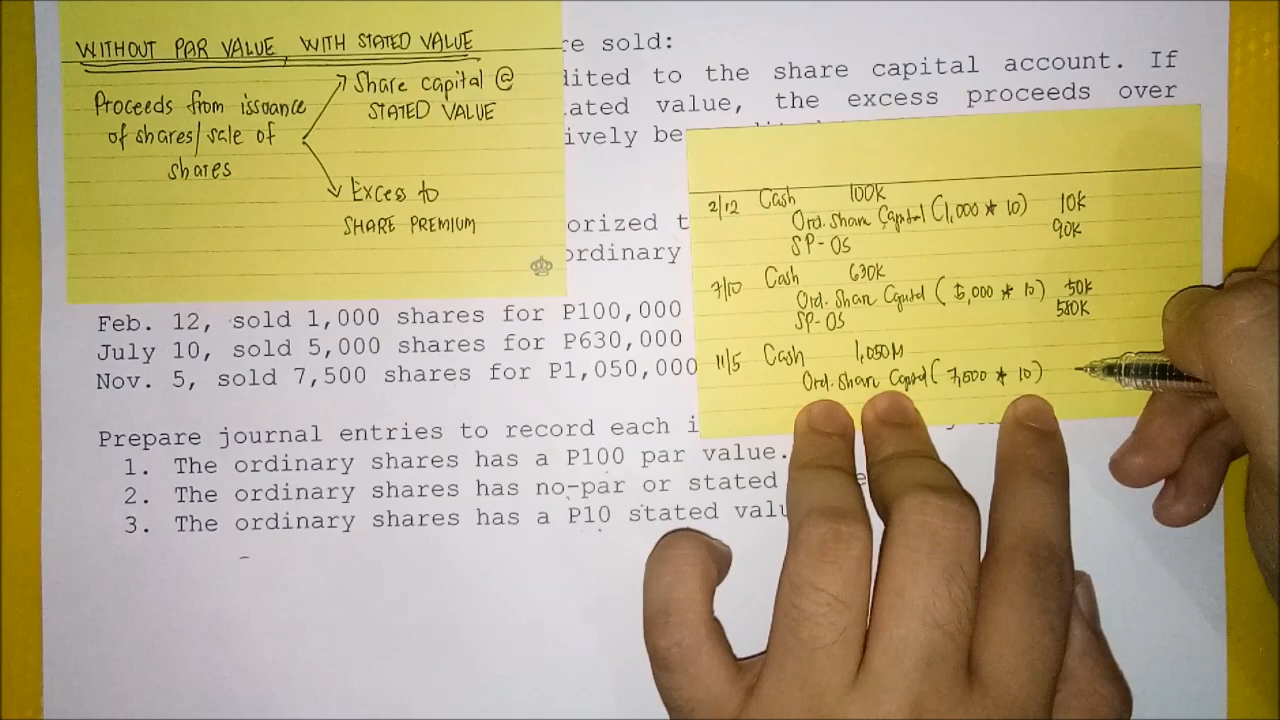 WITHOUT PAR VALUE, WITH STATED VALUE
Proceeds from issuance
of shares/sale of
shares
Share capital @
STATED VALUE
Excess to
SHARE PREMIUM
re sold:
dited to the share capital account. If
ated value, the excess proceeds over
ively be
orized t
ordinary
Feb. 12, sold 1,000 shares for P100,000
July 10, sold 5,000 shares for P630,000
Nov. 5, sold 7,500 shares for P1,050,000
2/12 Cash 100K
Ord. Share Capital (1,000 * 10) 10K
SP-OS 90K
7/10 Cash 630K
Ord. Share Capital (5,000 * 10) 50K
SP-OS 580K
11/5 Cash 1,050M
Ord. Share Capital (7,500 * 10)
Prepare journal entries to record each i
1. The ordinary shares has a P100 par value.
2. The ordinary shares has no-par or stated
3. The ordinary shares has a P10 stated valu